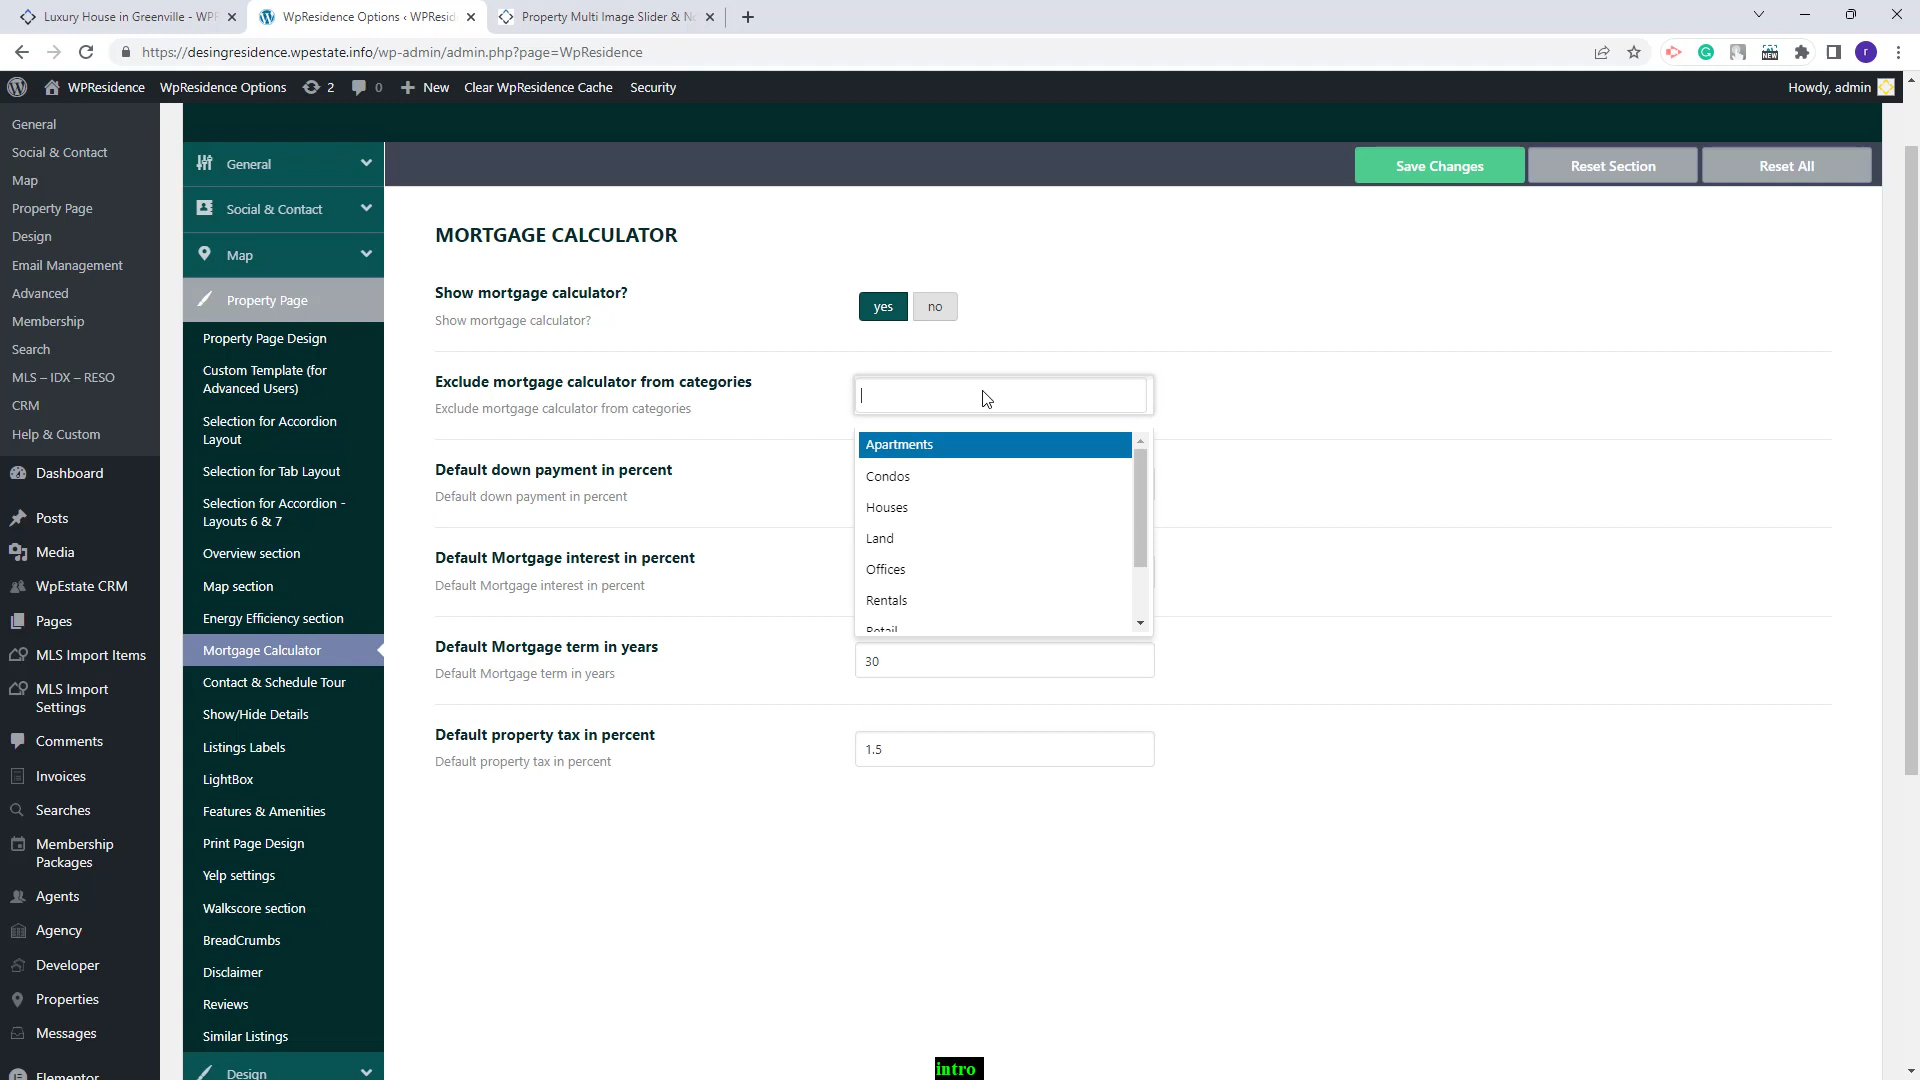 Luxury House in Greenville - WPF
WpResidence Options ‹ WPResid
Property Multi Image Slider & N
https://desingresidence.wpestate.info/wp-admin/admin.php?page=WpResidence
NEW
r
WPResidence
WpResidence Options
2
0
New
Clear WpResidence Cache
Security
Howdy, admin
General
Social & Contact
Map
Property Page
Design
Email Management
Advanced
Membership
Search
MLS – IDX – RESO
CRM
Help & Custom
Dashboard
Posts
Media
WpEstate CRM
Pages
MLS Import Items
MLS Import
Settings
Comments
Invoices
Searches
Membership
Packages
Agents
Agency
Developer
Properties
Messages
Elementor
General
Social & Contact
Map
Property Page
Property Page Design
Custom Template (for
Advanced Users)
Selection for Accordion
Layout
Selection for Tab Layout
Selection for Accordion -
Layouts 6 & 7
Overview section
Map section
Energy Efficiency section
Mortgage Calculator
Contact & Schedule Tour
Show/Hide Details
Listings Labels
LightBox
Features & Amenities
Print Page Design
Yelp settings
Walkscore section
BreadCrumbs
Disclaimer
Reviews
Similar Listings
Design
Save Changes
Reset Section
Reset All
MORTGAGE CALCULATOR
Show mortgage calculator?
Show mortgage calculator?
yes
no
Exclude mortgage calculator from categories
Exclude mortgage calculator from categories
Apartments
Condos
Houses
Land
Offices
Rentals
Retail
Default down payment in percent
Default down payment in percent
Default Mortgage interest in percent
Default Mortgage interest in percent
Default Mortgage term in years
Default Mortgage term in years
30
Default property tax in percent
Default property tax in percent
1.5
intro